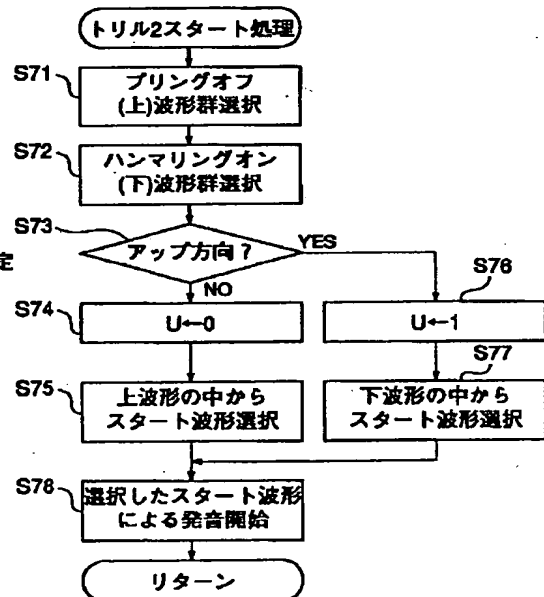 トリル2スタート処理
S71
プリングオフ
(上)波形群選択
S72
ハンマリングオン
(下)波形群選択
S73
アップ方向?
YES
定
NO
S76
S74
U←0
U←1
S77
S75
上波形の中から
スタート波形選択
下波形の中から
スタート波形選択
S78
選択したスタート波形
による発音開始
リターン